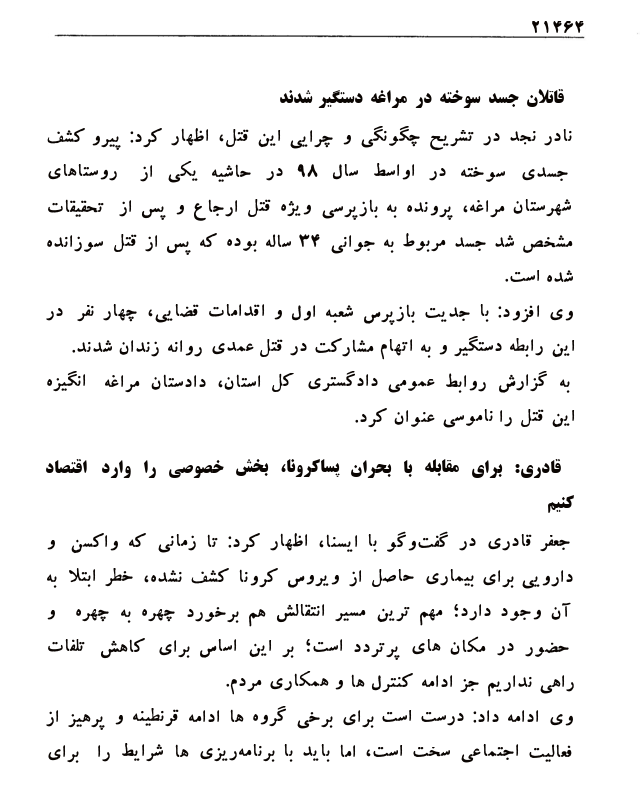 ۲۱۴۶۴
قاتلان جسد سوخته در مراغه دستگیر شدند
نادر نجد در تشریح چگونگی و چرایی این قتل، اظهار کرد: پیرو کشف
جسدی سوخته در اواسط سال ۹۸ در حاشیه یکی از روستاهای
شهرستان مراغه، پرونده به بازپرسی ویژه قتل ارجاع و پس از تحقیقات
مشخص شد جسد مربوط به جوانی ۳۴ ساله بوده که پس از قتل سوزانده
شده است.
وی افزود: با جدیت بازپرس شعبه اول و اقدامات قضایی، چهار نفر در
این رابطه دستگیر و به اتهام مشارکت در قتل عمدی روانه زندان شدند.
به گزارش روابط عمومی دادگستری کل استان، دادستان مراغه انگیزه
این قتل را ناموسی عنوان کرد.
قادری: برای مقابله با بحران پساکرونا، بخش خصوصی را وارد اقتصاد
کنیم
جعفر قادری در گفت‌وگو با ایسنا، اظهار کرد: تا زمانی که واکسن و
دارویی برای بیماری حاصل از ویروس کرونا کشف نشده، خطر ابتلا به
آن وجود دارد؛ مهم ترین مسیر انتقالش هم برخورد چهره به چهره و
حضور در مکان های پرتردد است؛ بر این اساس برای کاهش تلفات
راهی نداریم جز ادامه کنترل ها و همکاری مردم.
وی ادامه داد: درست است برای برخی گروه ها ادامه قرنطینه و پرهیز از
فعالیت اجتماعی سخت است، اما باید با برنامه‌ریزی ها شرایط را برای